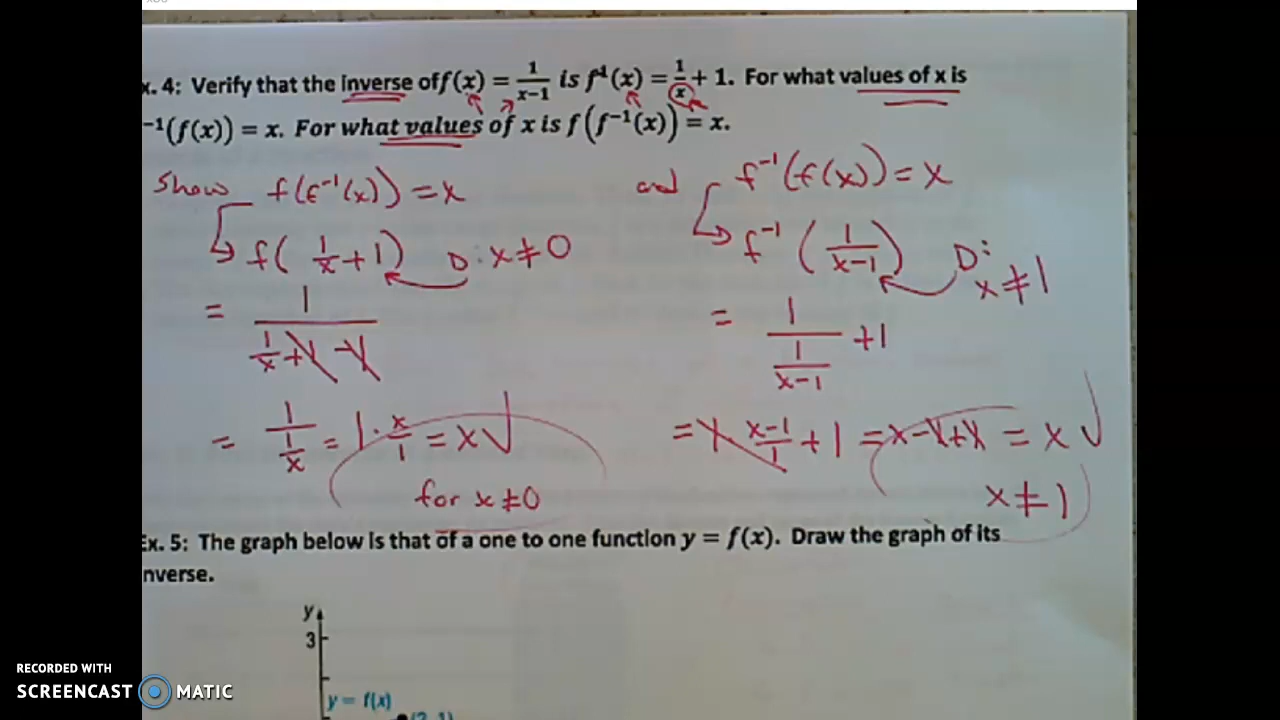 x. 4: Verify that the inverse of f(x) = 1/(x−1) is f⁻¹(x) = 1/x + 1. For what values of x is
⁻¹(f(x)) = x. For what values of x is f(f⁻¹(x)) = x.
Show f(f⁻¹(x)) = x
f(1/x + 1) D: x ≠ 0
= 1/(1/x + 1 − 1)
= 1/(1/x) = 1 · x/1 = x √
for x ≠ 0
and f⁻¹(f(x)) = x
f⁻¹(1/(x−1)) D: x ≠ 1
= 1/(1/(x−1)) + 1
= 1 · (x−1)/1 + 1 = x − 1 + 1 = x √
x ≠ 1
Ex. 5: The graph below is that of a one to one function y = f(x). Draw the graph of its
nverse.
y
3
y = f(x)
(2, 1)
RECORDED WITH
SCREENCAST MATIC